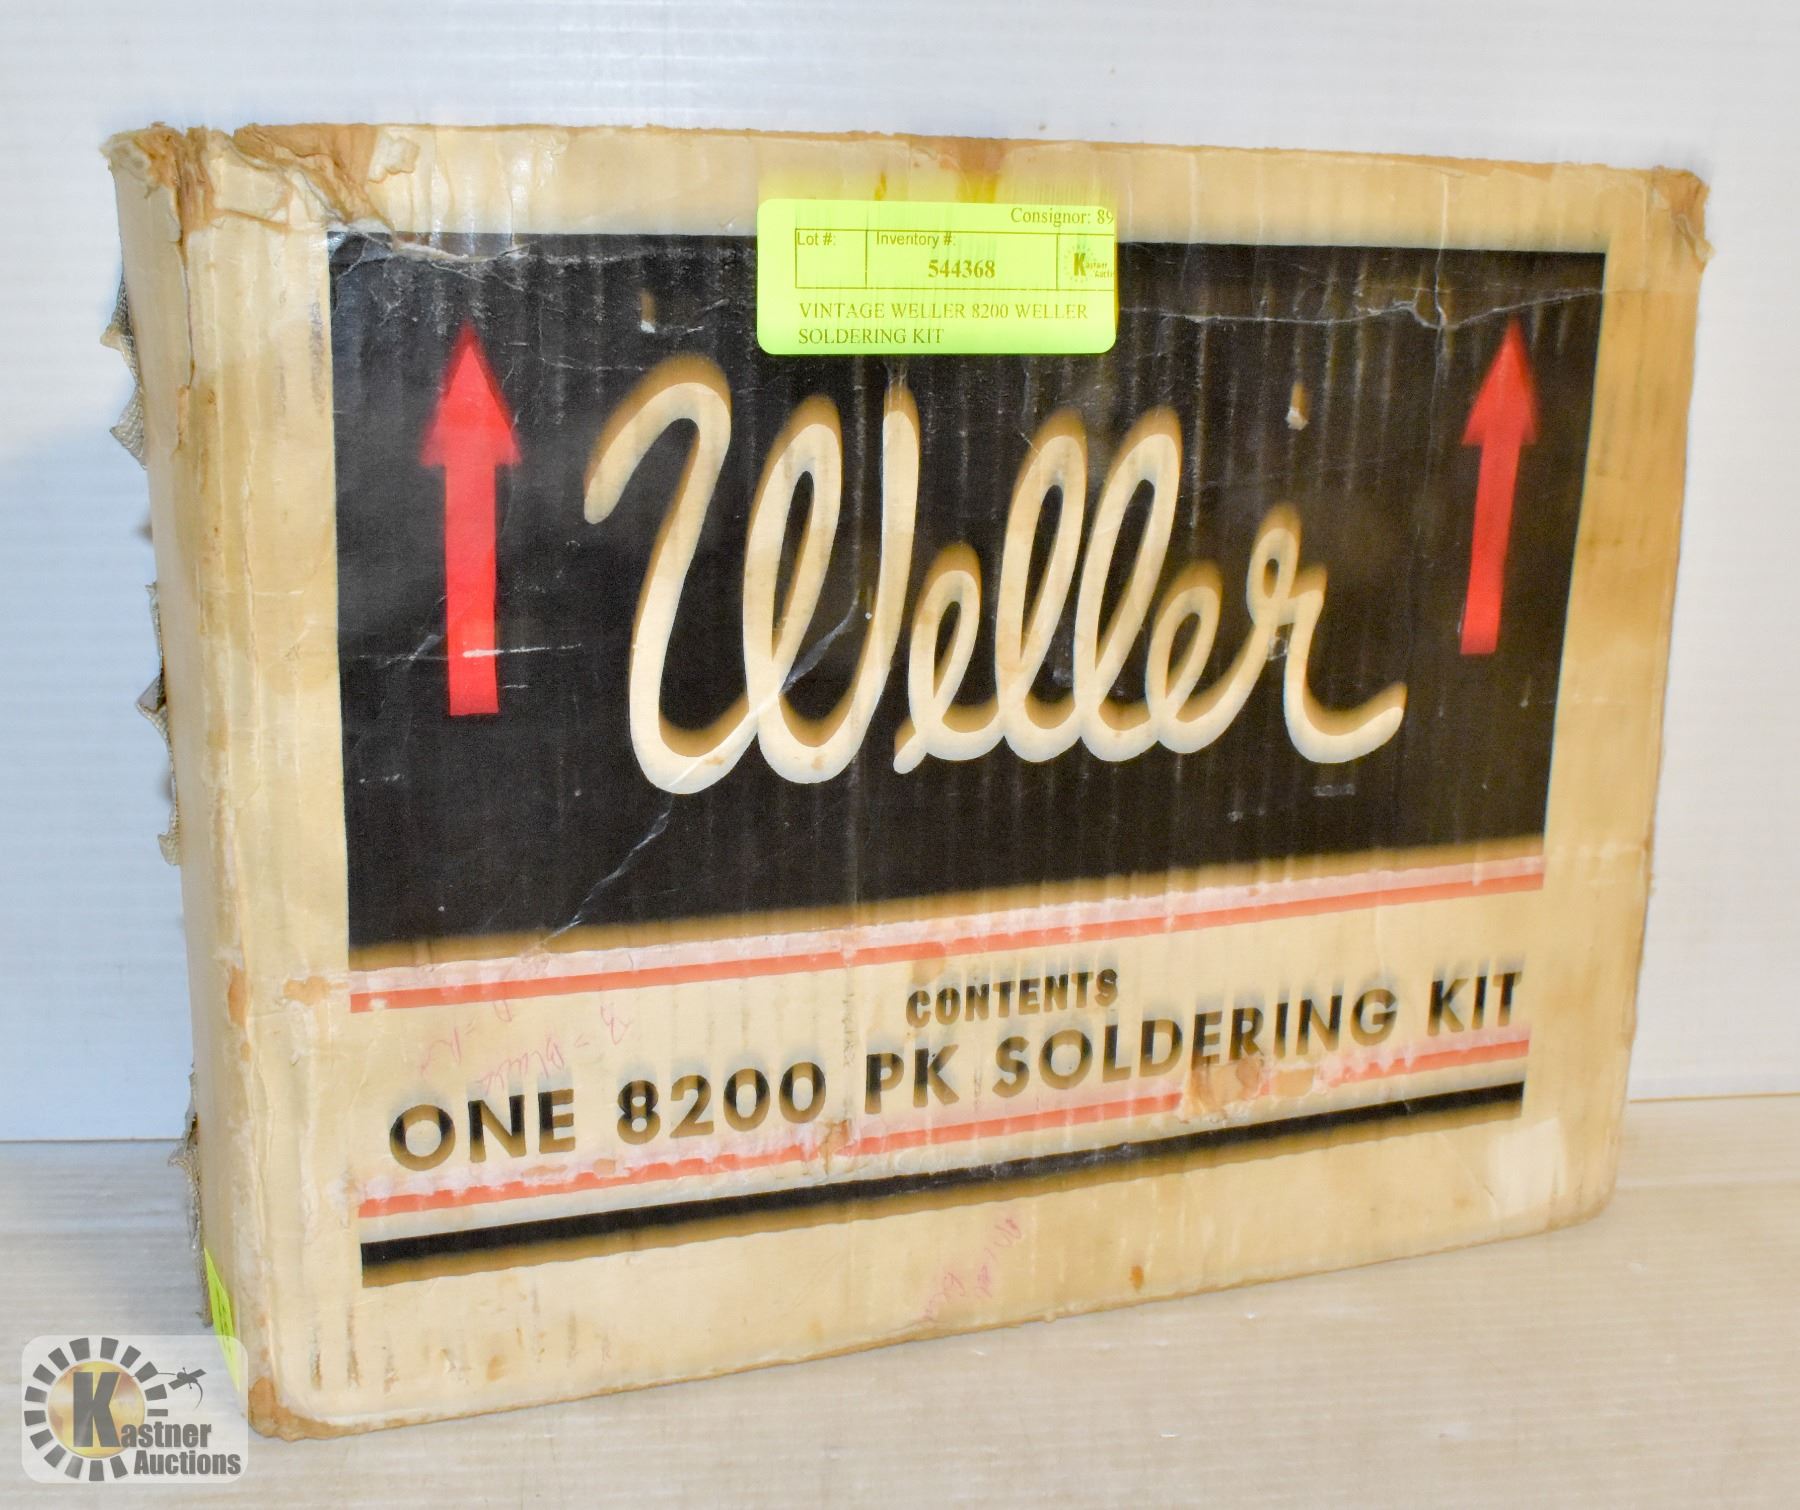 Consignor: 89
Lot #: Inventory #:
544368
Kastner
VINTAGE WELLER 8200 WELLER
SOLDERING KIT
Weller
CONTENTS
ONE 8200 PK SOLDERING KIT
Kastner
Auctions